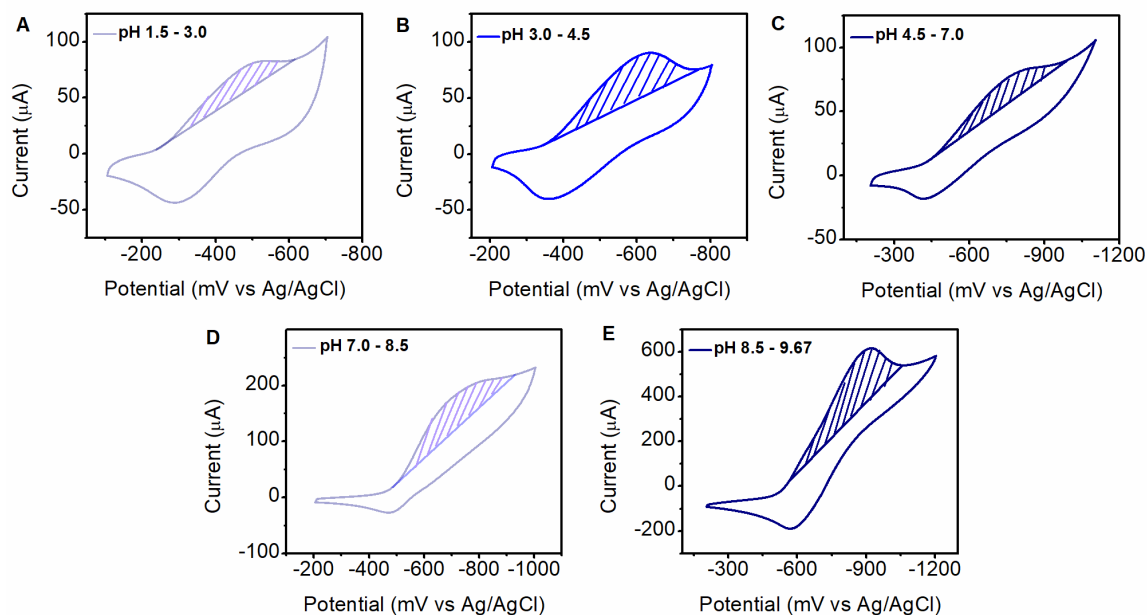 A
pH 1.5 - 3.0
100
50
0
-50
Current (μA)
-200
-400
-600
-800
Potential (mV vs Ag/AgCl)
B
pH 3.0 - 4.5
100
50
0
-50
Current (μA)
-200
-400
-600
-800
Potential (mV vs Ag/AgCl)
C
pH 4.5 - 7.0
100
50
0
-50
Current (μA)
-300
-600
-900
-1200
Potential (mV vs Ag/AgCl)
D
pH 7.0 - 8.5
200
100
0
-100
Current (μA)
-200
-400
-600
-800
-1000
Potential (mV vs Ag/AgCl)
E
pH 8.5 - 9.67
600
400
200
0
-200
Current (μA)
-300
-600
-900
-1200
Potential (mV vs Ag/AgCl)